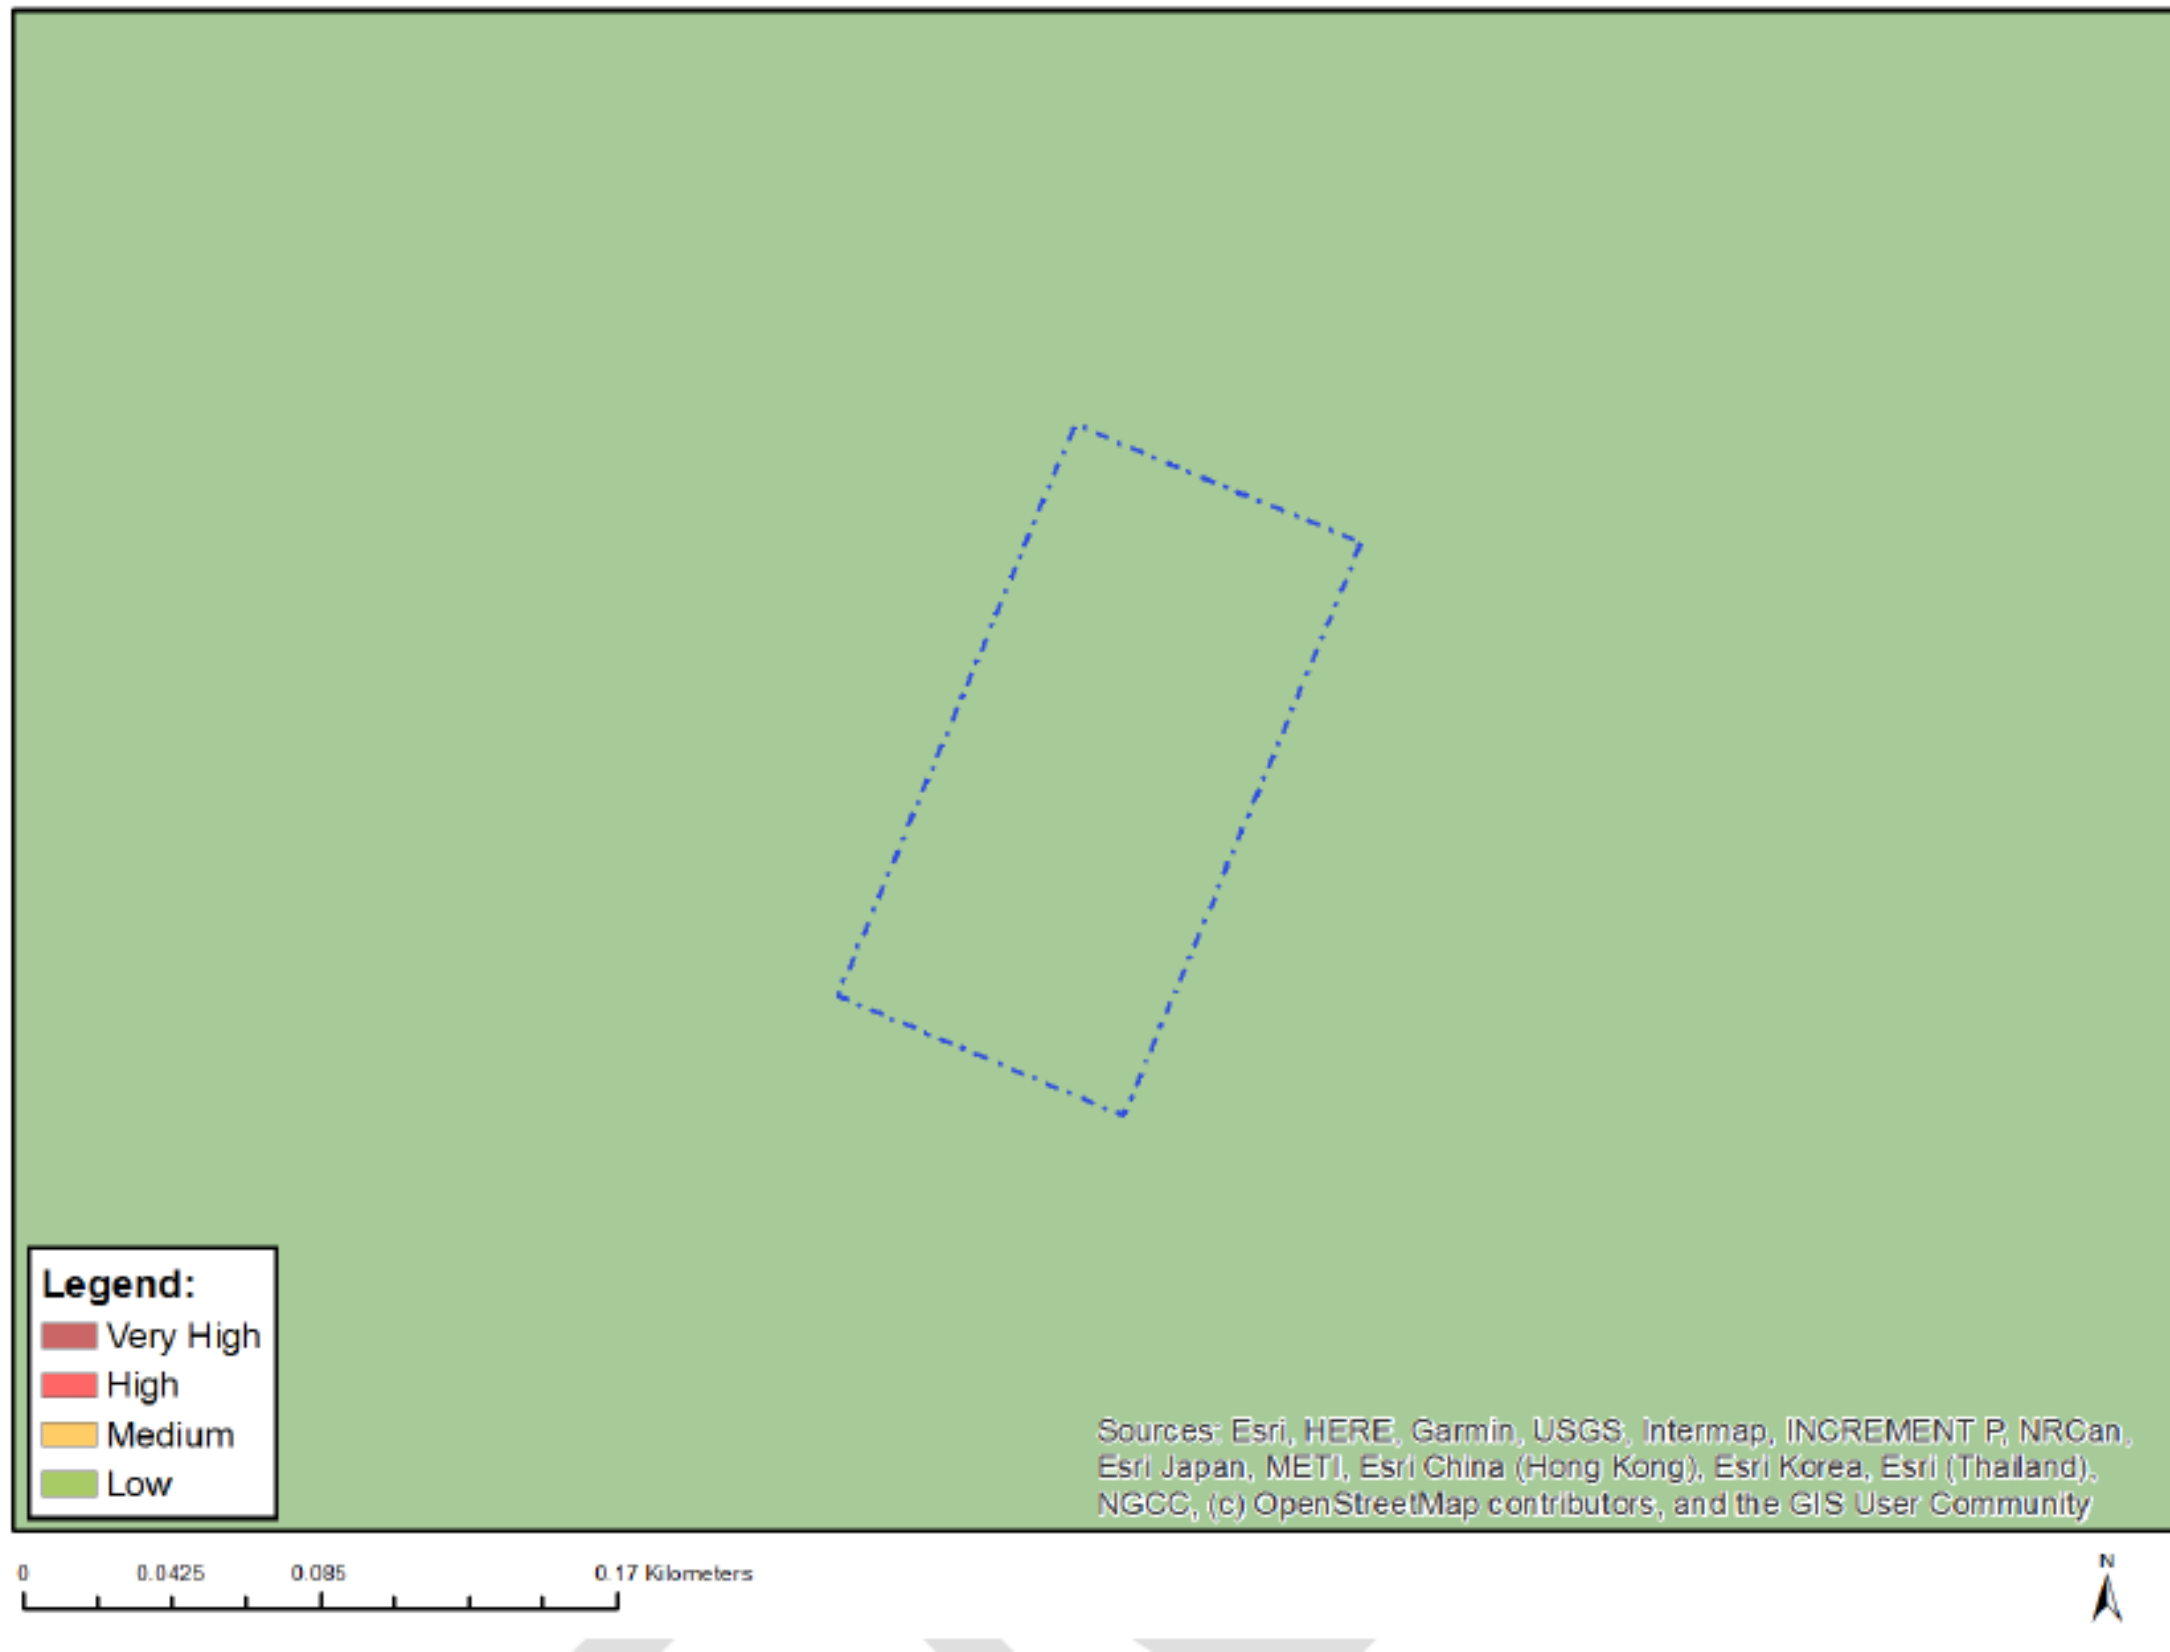 Legend:
Very High
High
Medium
Low
Sources: Esri, HERE, Garmin, USGS, Intermap, INCREMENT P, NRCan,
Esri Japan, METI, Esri China (Hong Kong), Esri Korea, Esri (Thailand),
NGCC, (c) OpenStreetMap contributors, and the GIS User Community
0 0.0425 0.085 0.17 Kilometers
N